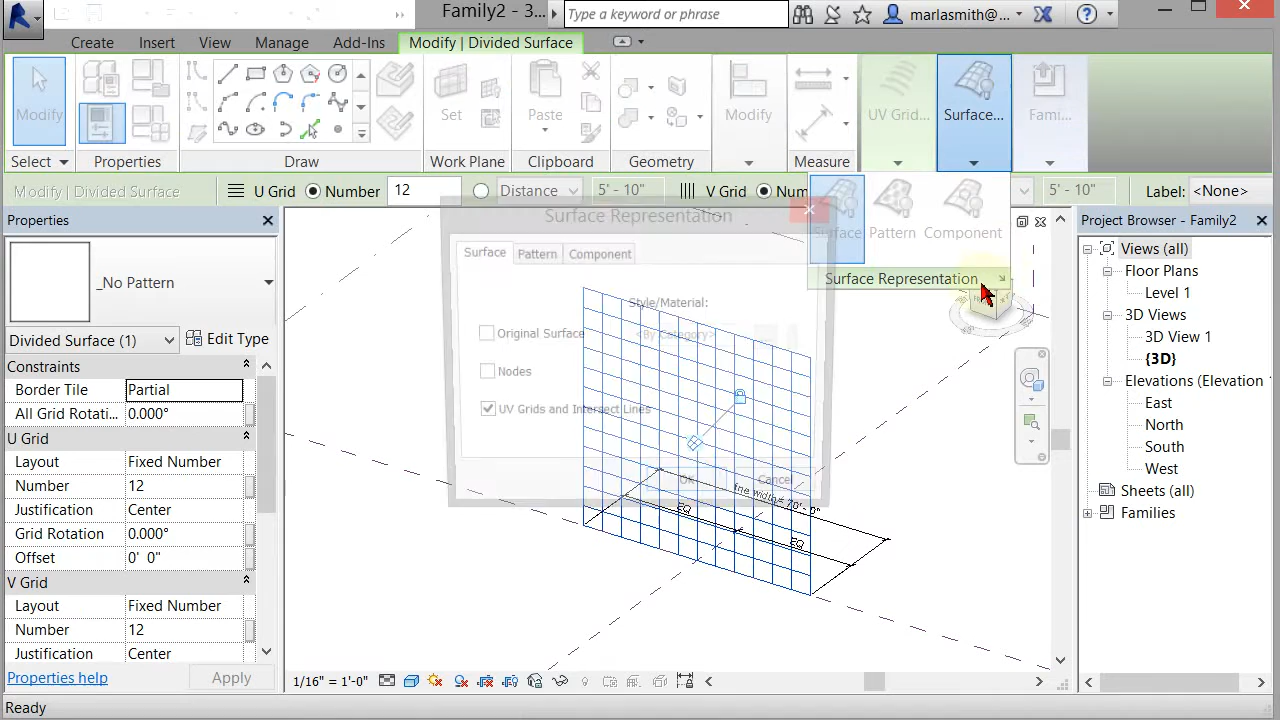 Family2 - 3...
Type a keyword or phrase
marlasmith@...
Create
Insert
View
Manage
Add-Ins
Modify | Divided Surface
Modify
Set
Paste
Modify
UV Grid...
Surface...
Fami...
Select
Properties
Draw
Work Plane
Clipboard
Geometry
Measure
Modify | Divided Surface
U Grid
Number
12
Distance
5' - 10"
V Grid
Num
5' - 10"
Label:
<None>
Surface
Pattern
Component
Surface Representation
Properties
_No Pattern
Divided Surface (1)
Edit Type
Constraints
Border Tile
Partial
All Grid Rotati...
0.000°
U Grid
Layout
Fixed Number
Number
12
Justification
Center
Grid Rotation
0.000°
Offset
0' 0"
V Grid
Layout
Fixed Number
Number
12
Justification
Center
Properties help
Apply
Surface Representation
Surface
Pattern
Component
Style/Material:
Original Surface
<By Category>
Nodes
UV Grids and Intersect Lines
OK
Cancel
EQ
EQ
1/16" = 1'-0"
Project Browser - Family2
Views (all)
Floor Plans
Level 1
3D Views
3D View 1
{3D}
Elevations (Elevation
East
North
South
West
Sheets (all)
Families
Ready